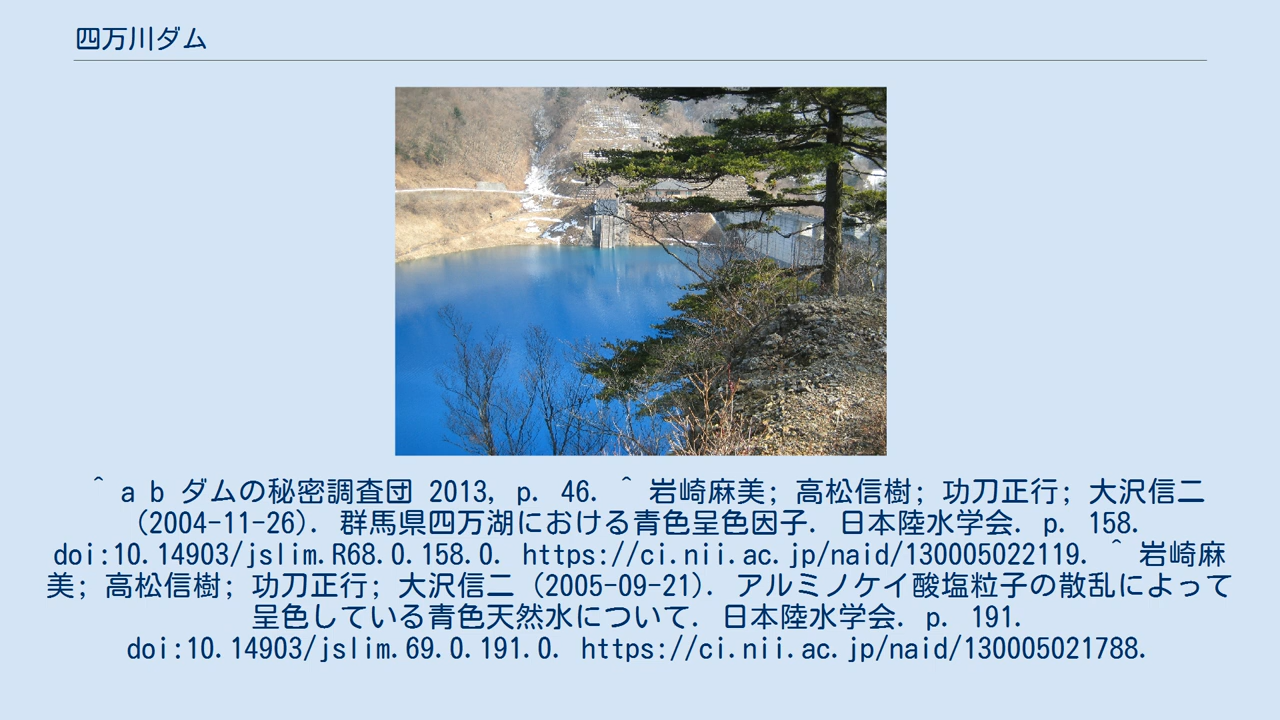 四万川ダム
^ a b ダムの秘密調査団 2013, p. 46. ^ 岩崎麻美; 高松信樹; 功刀正行; 大沢信二
(2004-11-26). 群馬県四万湖における青色呈色因子. 日本陸水学会. p. 158.
doi:10.14903/jslim.R68.0.158.0. https://ci.nii.ac.jp/naid/130005022119. ^ 岩崎麻
美; 高松信樹; 功刀正行; 大沢信二 (2005-09-21). アルミノケイ酸塩粒子の散乱によって
呈色している青色天然水について. 日本陸水学会. p. 191.
doi:10.14903/jslim.69.0.191.0. https://ci.nii.ac.jp/naid/130005021788.